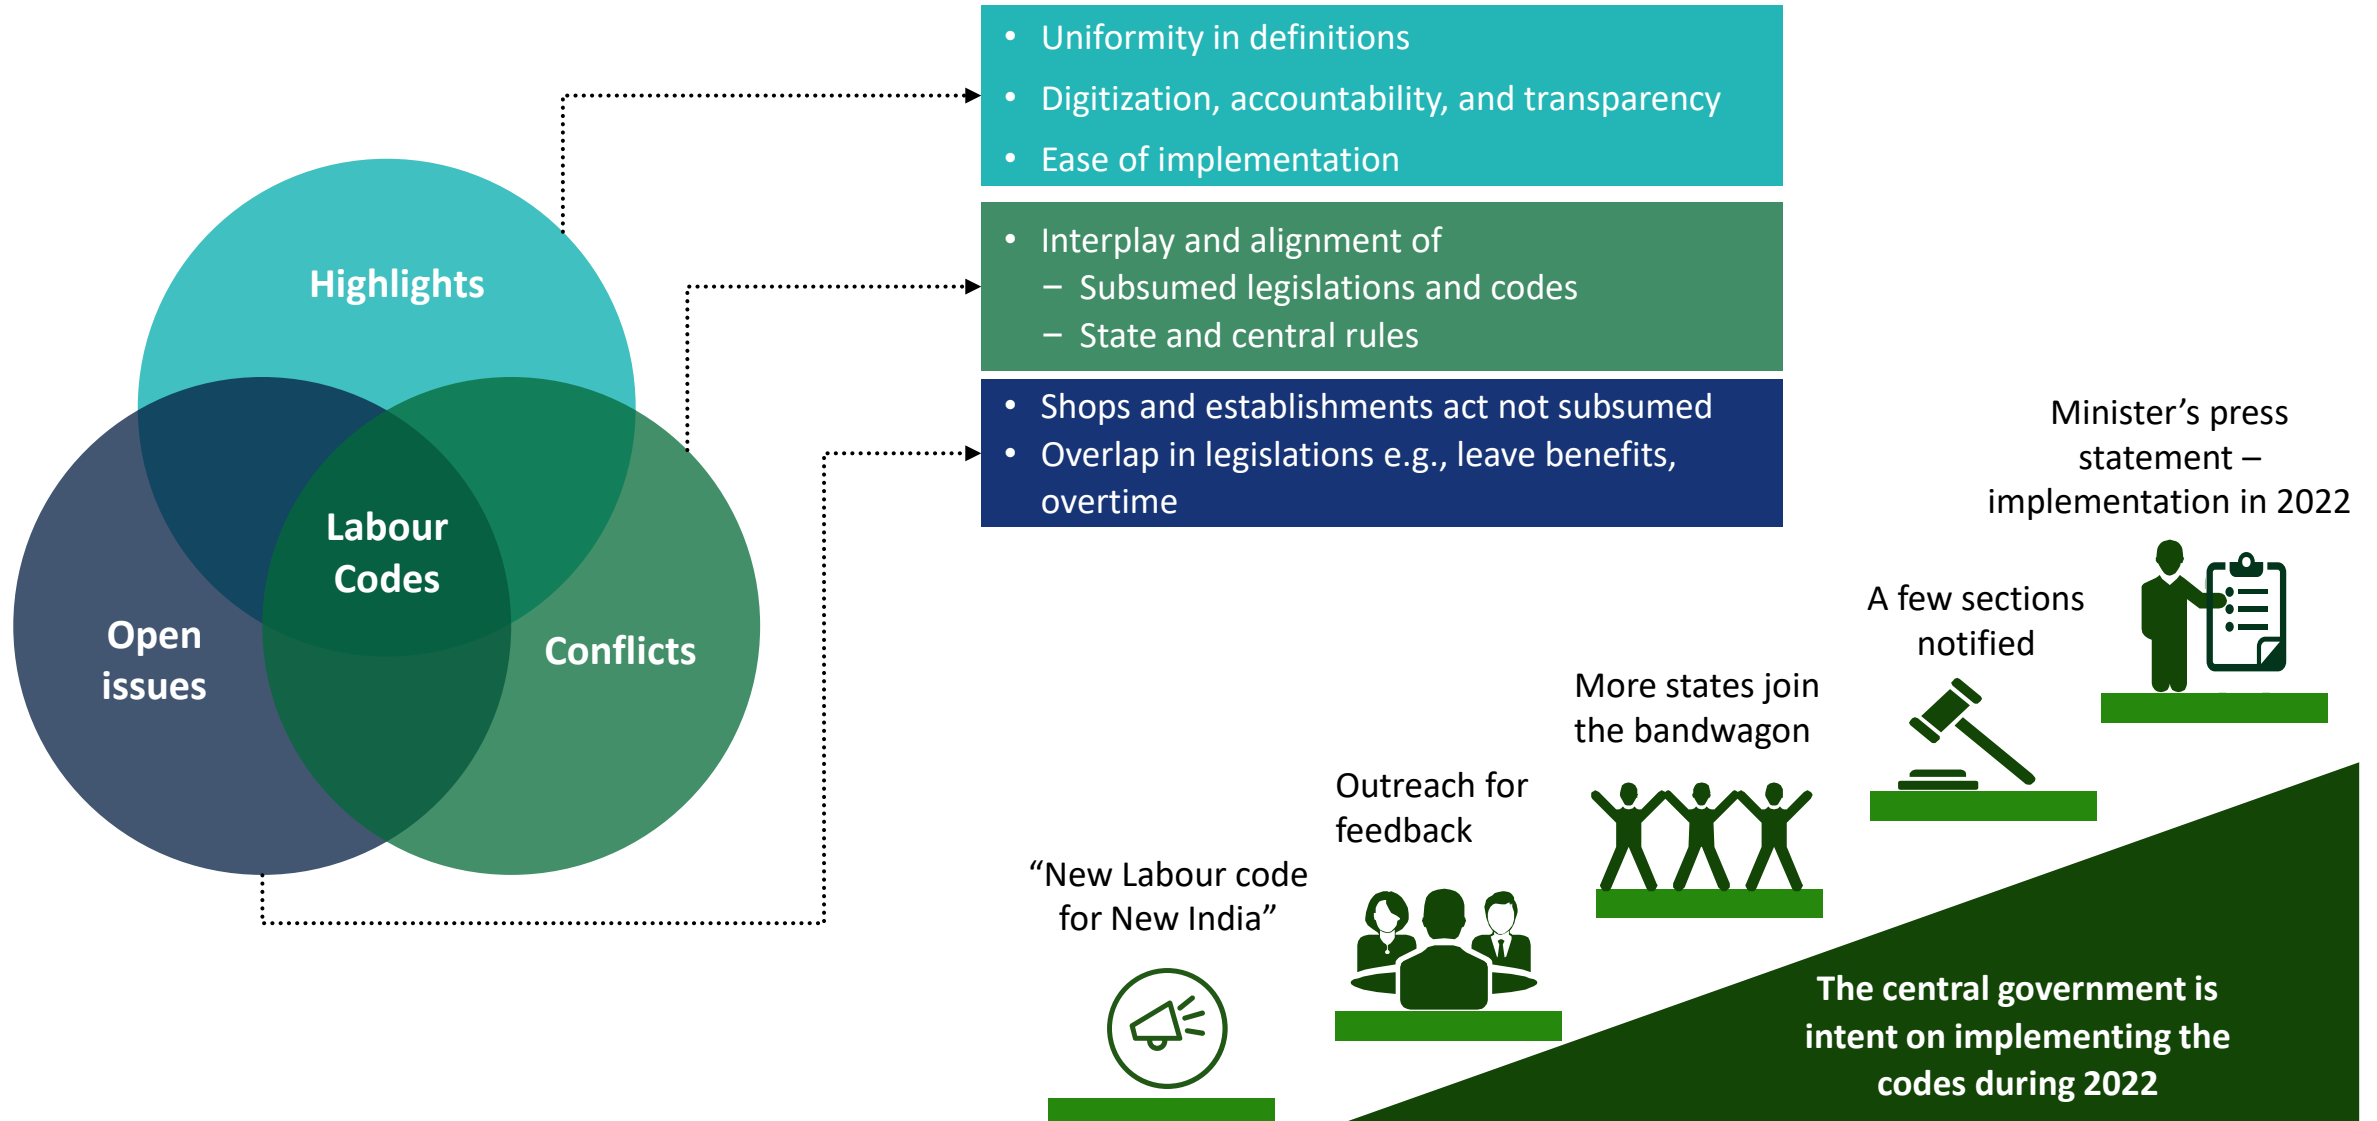 • Uniformity in definitions
• Digitization, accountability, and transparency
• Ease of implementation
Highlights
• Interplay and alignment of
– Subsumed legislations and codes
– State and central rules
• Shops and establishments act not subsumed
• Overlap in legislations e.g., leave benefits,
overtime
Labour
Codes
Open
issues
Conflicts
Minister’s press
statement –
implementation in 2022
A few sections
notified
More states join
the bandwagon
Outreach for
feedback
“New Labour code
for New India”
The central government is
intent on implementing the
codes during 2022